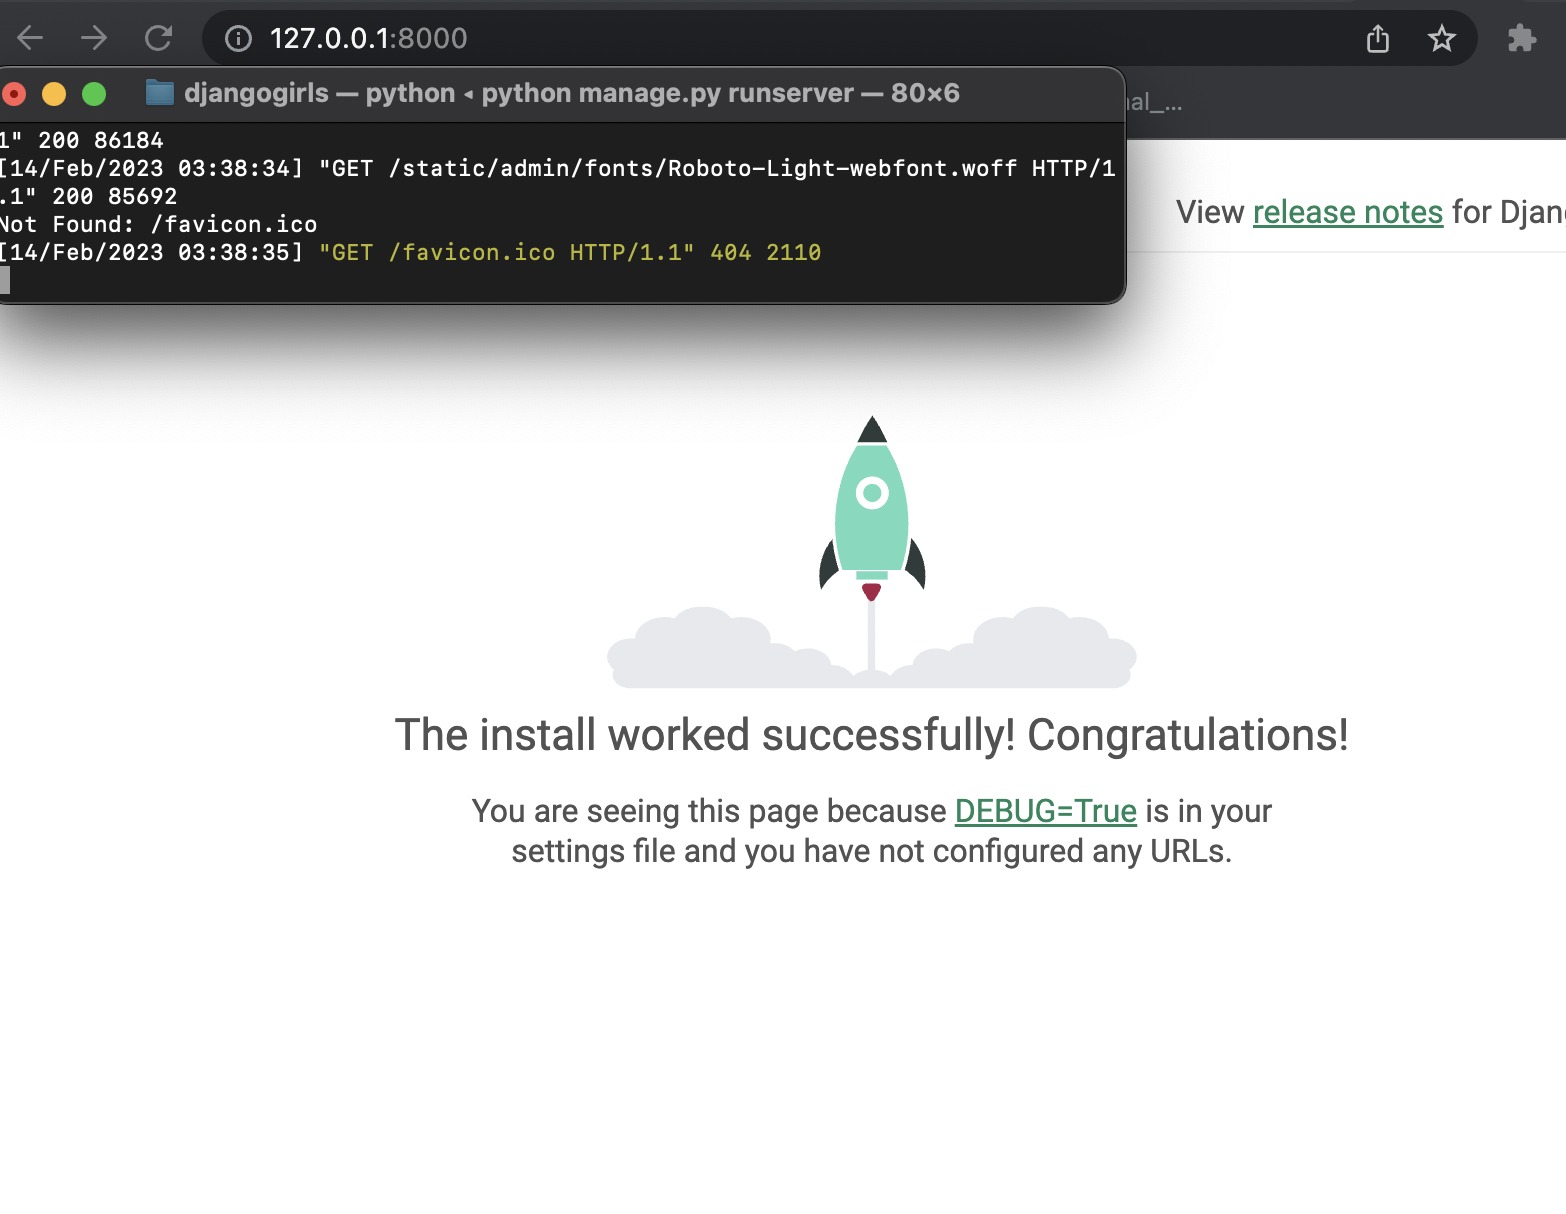 127.0.0.1:8000
djangogirls — python ◂ python manage.py runserver — 80×6
1" 200 86184
[14/Feb/2023 03:38:34] "GET /static/admin/fonts/Roboto-Light-webfont.woff HTTP/1
.1" 200 85692
Not Found: /favicon.ico
[14/Feb/2023 03:38:35] "GET /favicon.ico HTTP/1.1" 404 2110
View release notes for
The install worked successfully! Congratulations!
You are seeing this page because DEBUG=True is in your
settings file and you have not configured any URLs.